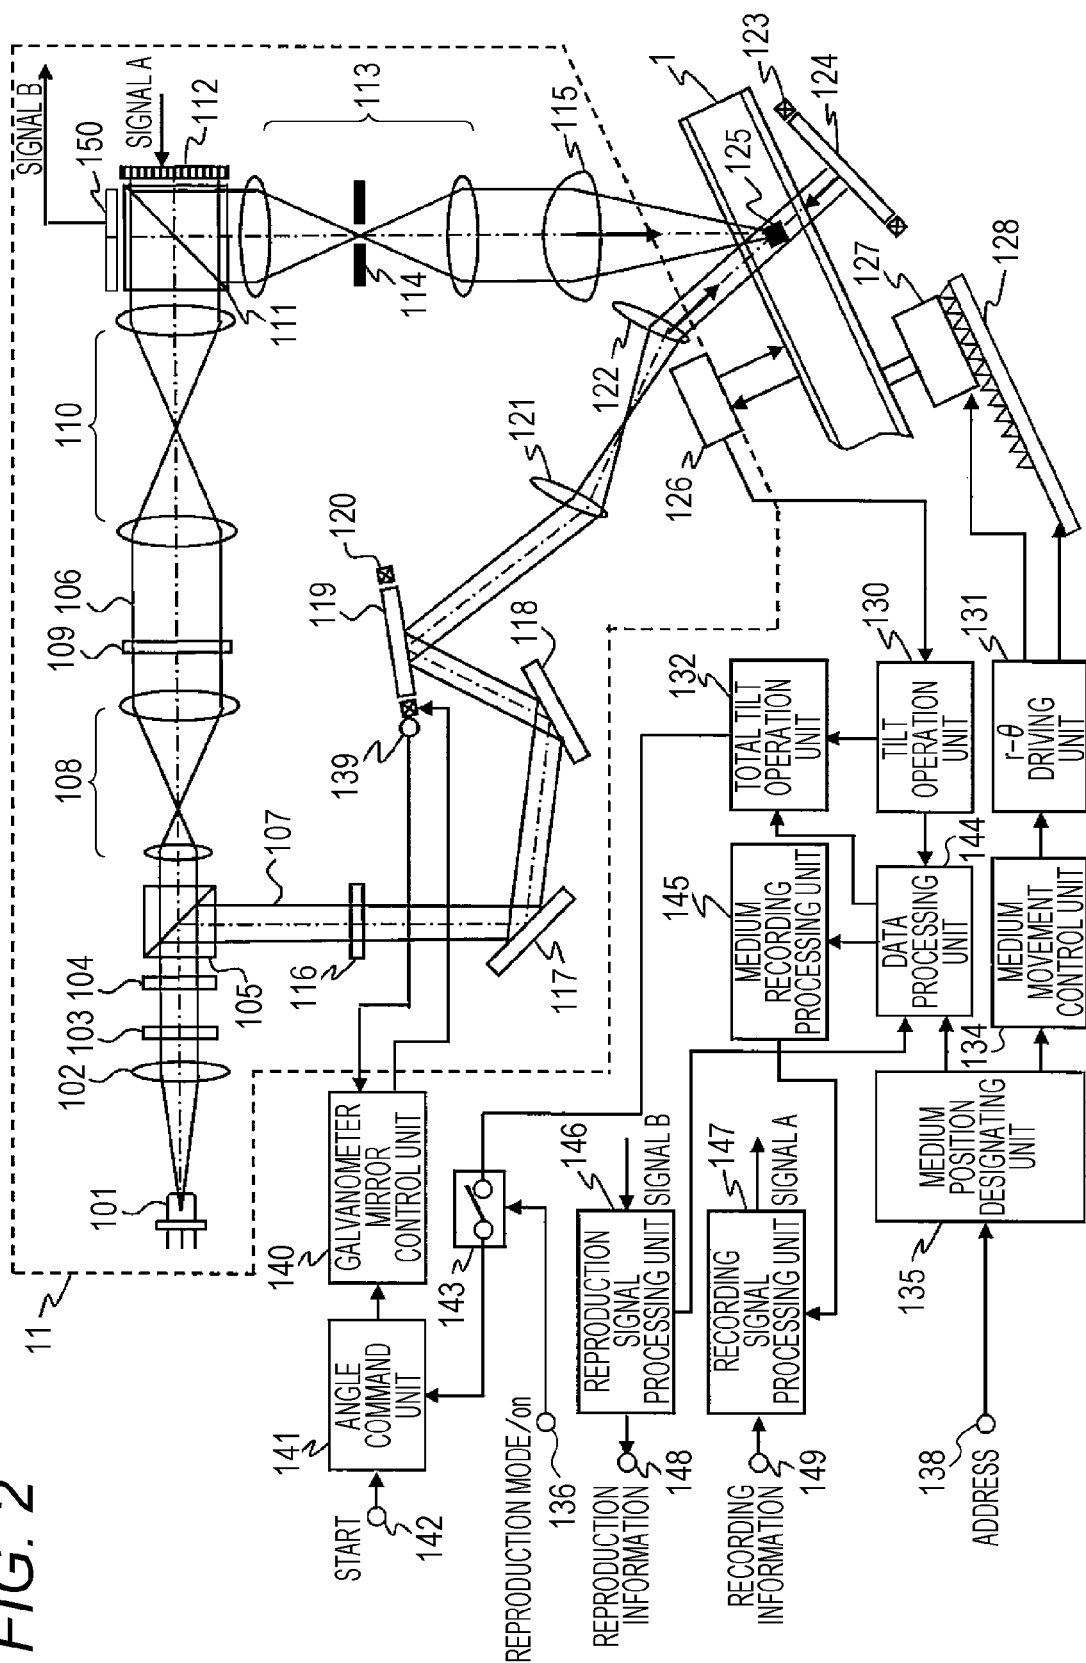 FIG. 2
11
101
102
103
104
105
107
108
109
106
110
111
SIGNAL B
150
SIGNAL A
112
113
114
115
116
117
118
119
120
139
121
122
1
123
124
125
126
127
128
START
142
141
ANGLE
COMMAND
UNIT
140
GALVANOMETER
MIRROR
CONTROL UNIT
143
REPRODUCTION MODE/on
136
REPRODUCTION
INFORMATION
148
146
REPRODUCTION
SIGNAL
PROCESSING UNIT
SIGNAL B
RECORDING
INFORMATION
149
147
RECORDING
SIGNAL
PROCESSING UNIT
SIGNAL A
145
MEDIUM
RECORDING
PROCESSING UNIT
132
TOTAL TILT
OPERATION
UNIT
144
DATA
PROCESSING
UNIT
130
TILT
OPERATION
UNIT
ADDRESS
138
135
MEDIUM
POSITION
DESIGNATING
UNIT
134
MEDIUM
MOVEMENT
CONTROL UNIT
131
r-θ
DRIVING
UNIT